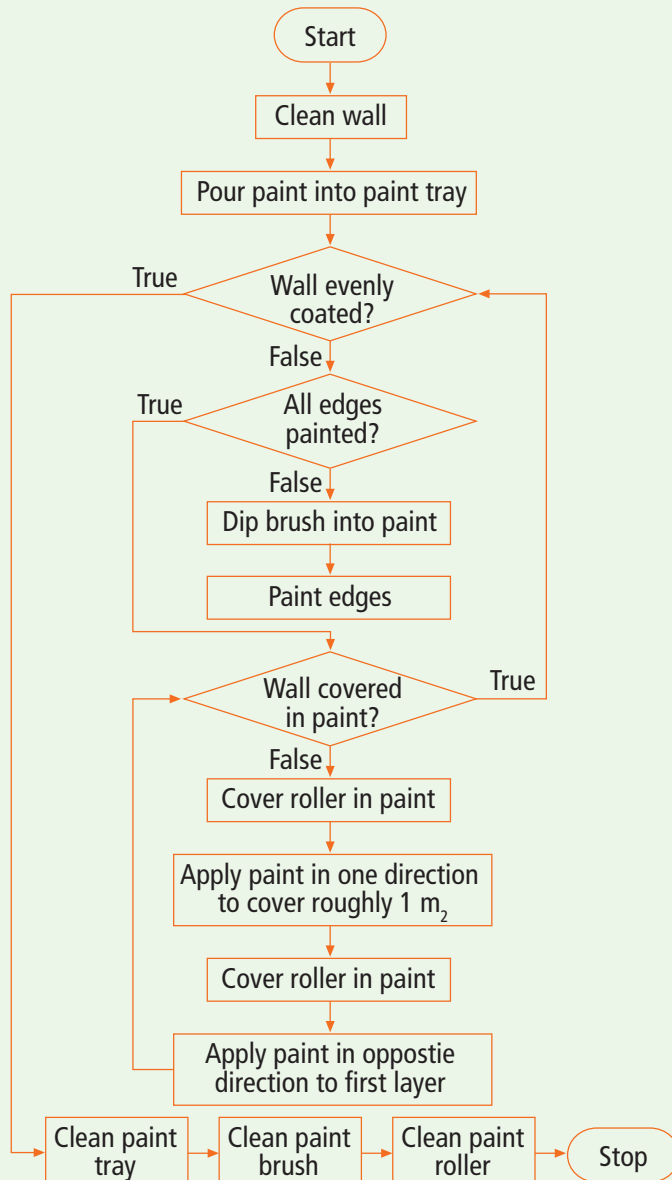 Start
Clean wall
Pour paint into paint tray
True
Wall evenly
coated?
False
True
All edges
painted?
False
Dip brush into paint
Paint edges
Wall covered
in paint?
True
False
Cover roller in paint
Apply paint in one direction
to cover roughly 1 m₂
Cover roller in paint
Apply paint in oppostie
direction to first layer
Clean paint
tray
Clean paint
brush
Clean paint
roller
Stop